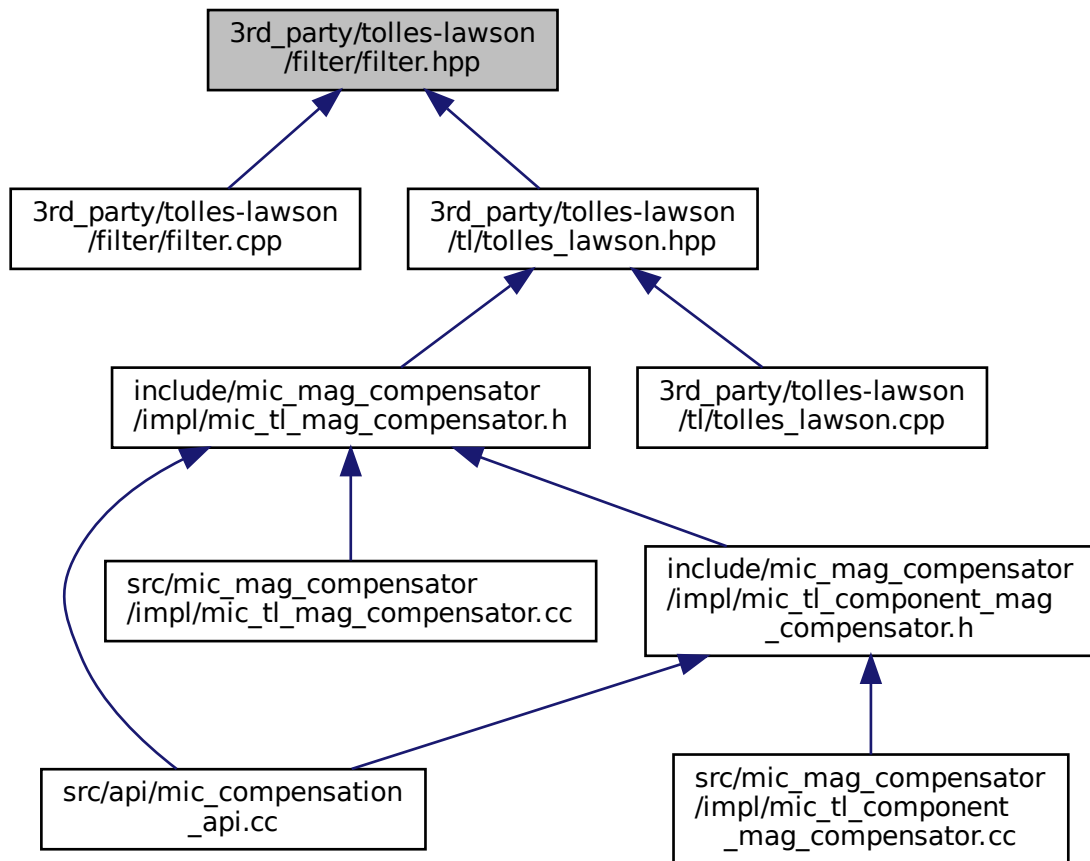 3rd_party/tolles-lawson
/filter/filter.hpp
3rd_party/tolles-lawson
/filter/filter.cpp
3rd_party/tolles-lawson
/tl/tolles_lawson.hpp
include/mic_mag_compensator
/impl/mic_tl_mag_compensator.h
3rd_party/tolles-lawson
/tl/tolles_lawson.cpp
src/mic_mag_compensator
/impl/mic_tl_mag_compensator.cc
include/mic_mag_compensator
/impl/mic_tl_component_mag
_compensator.h
src/api/mic_compensation
_api.cc
src/mic_mag_compensator
/impl/mic_tl_component
_mag_compensator.cc